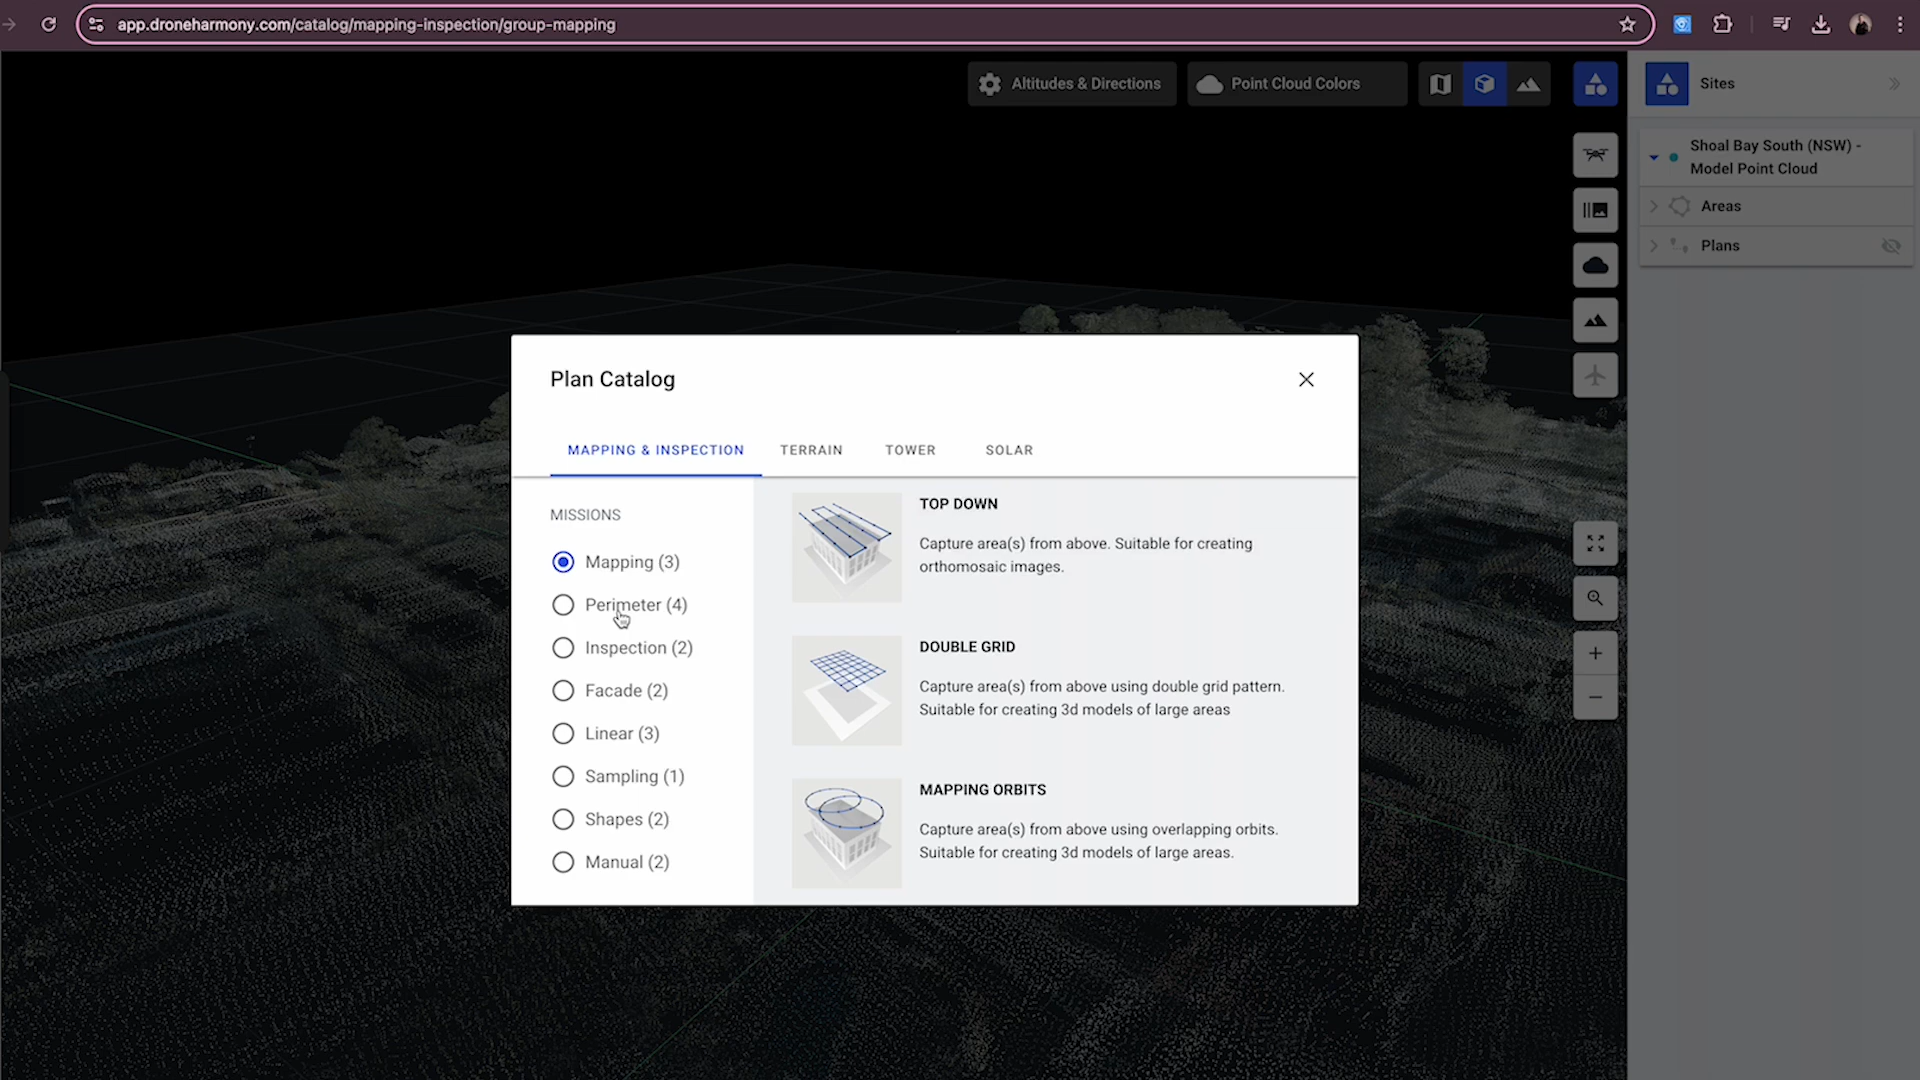 app.droneharmony.com/catalog/mapping-inspection/group-mapping
Altitudes & Directions
Point Cloud Colors
Sites
Shoal Bay South (NSW) -
Model Point Cloud
Areas
Plans
Plan Catalog
MAPPING & INSPECTION
TERRAIN
TOWER
SOLAR
MISSIONS
Mapping (3)
Perimeter (4)
Inspection (2)
Facade (2)
Linear (3)
Sampling (1)
Shapes (2)
Manual (2)
TOP DOWN
Capture area(s) from above. Suitable for creating
orthomosaic images.
DOUBLE GRID
Capture area(s) from above using double grid pattern.
Suitable for creating 3d models of large areas
MAPPING ORBITS
Capture area(s) from above using overlapping orbits.
Suitable for creating 3d models of large areas.